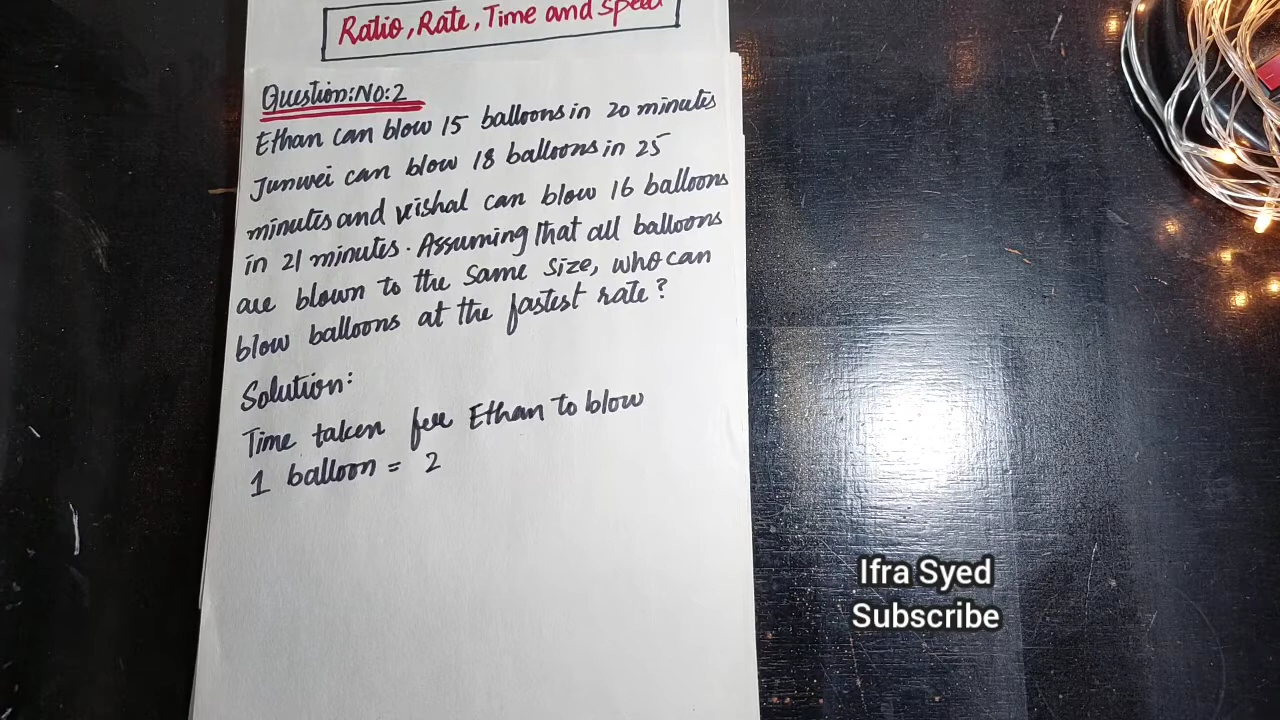 Ratio, Rate, Time and Speed
Question:No:2
Ethan can blow 15 balloons in 20 minutes
Junwei can blow 18 balloons in 25
minutes and vishal can blow 16 balloons
in 21 minutes. Assuming that all balloons
are blown to the same size, who can
blow balloons at the fastest rate?
Solution:
Time taken for Ethan to blow
1 balloon = 2
Ifra Syed
Subscribe